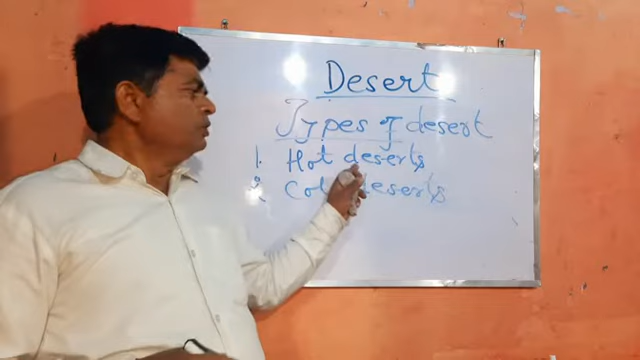 Desert
Types of desert
1. Hot deserts
2. Cold deserts